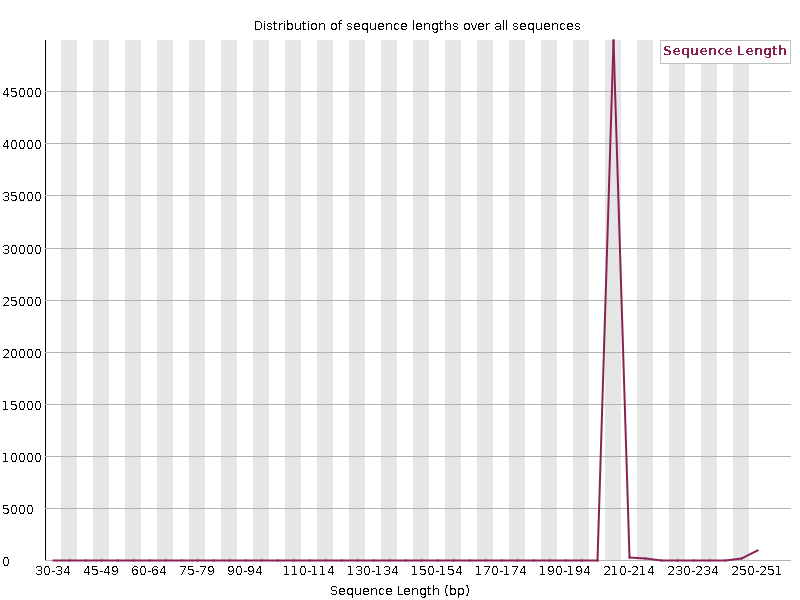 Distribution of sequence lengths over all sequences
Sequence Length
45000
40000
35000
30000
25000
20000
15000
10000
5000
0
30-34 45-49 60-64 75-79 90-94 110-114 130-134 150-154 170-174 190-194 210-214 230-234 250-251
Sequence Length (bp)